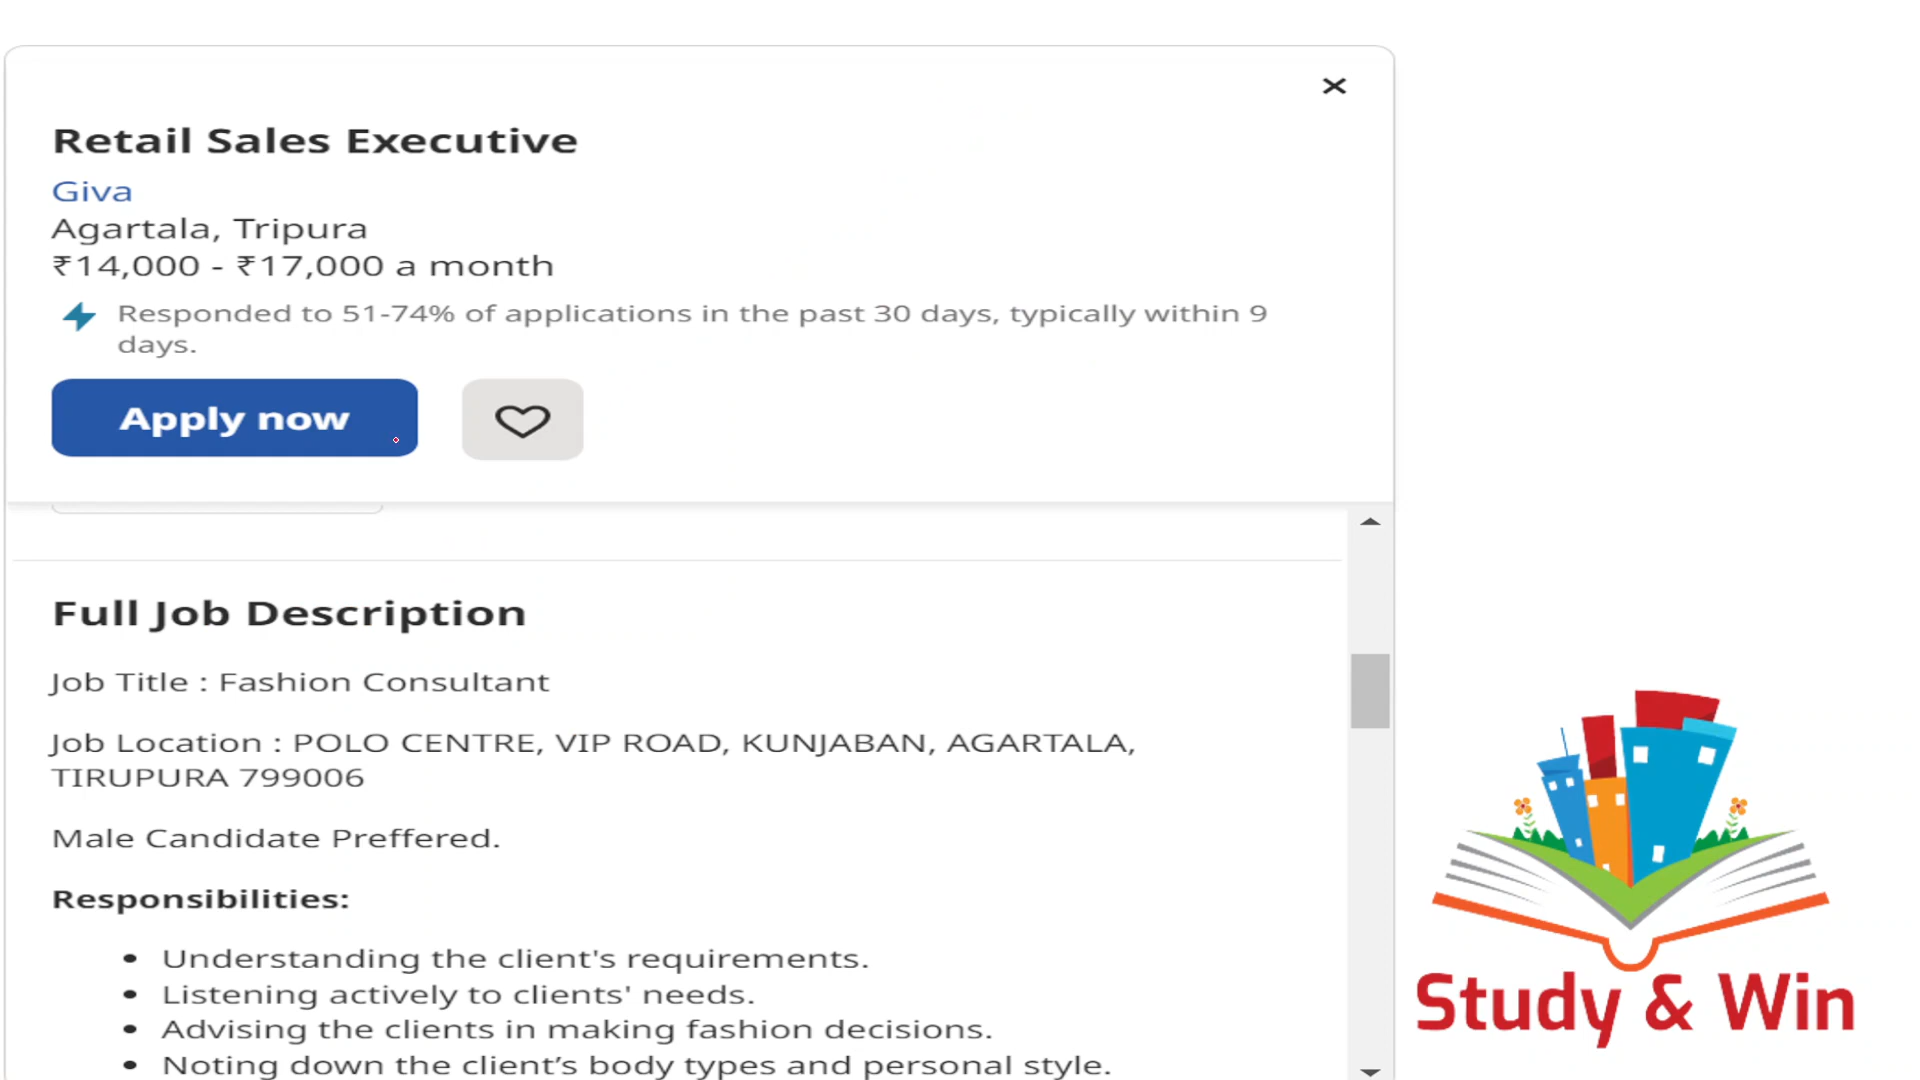 Retail Sales Executive
Giva
Agartala, Tripura
₹14,000 - ₹17,000 a month
Responded to 51-74% of applications in the past 30 days, typically within 9
days.
Apply now
Full Job Description
Job Title : Fashion Consultant
Job Location : POLO CENTRE, VIP ROAD, KUNJABAN, AGARTALA,
TIRUPURA 799006
Male Candidate Preffered.
Responsibilities:
• Understanding the client's requirements.
• Listening actively to clients' needs.
• Advising the clients in making fashion decisions.
• Noting down the client’s body types and personal style.
Study & Win